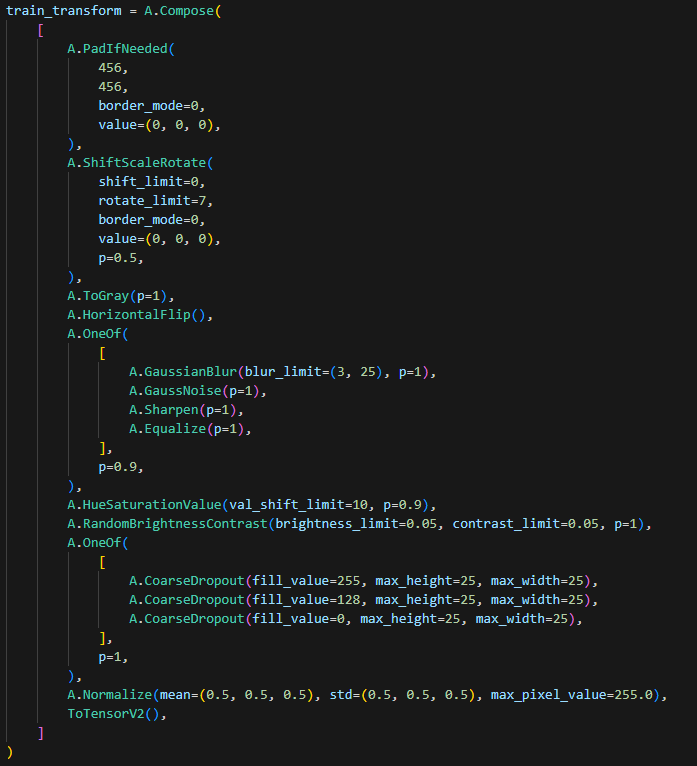 train_transform = A.Compose(
    [
        A.PadIfNeeded(
            456,
            456,
            border_mode=0,
            value=(0, 0, 0),
        ),
        A.ShiftScaleRotate(
            shift_limit=0,
            rotate_limit=7,
            border_mode=0,
            value=(0, 0, 0),
            p=0.5,
        ),
        A.ToGray(p=1),
        A.HorizontalFlip(),
        A.OneOf(
            [
                A.GaussianBlur(blur_limit=(3, 25), p=1),
                A.GaussNoise(p=1),
                A.Sharpen(p=1),
                A.Equalize(p=1),
            ],
            p=0.9,
        ),
        A.HueSaturationValue(val_shift_limit=10, p=0.9),
        A.RandomBrightnessContrast(brightness_limit=0.05, contrast_limit=0.05, p=1),
        A.OneOf(
            [
                A.CoarseDropout(fill_value=255, max_height=25, max_width=25),
                A.CoarseDropout(fill_value=128, max_height=25, max_width=25),
                A.CoarseDropout(fill_value=0, max_height=25, max_width=25),
            ],
            p=1,
        ),
        A.Normalize(mean=(0.5, 0.5, 0.5), std=(0.5, 0.5, 0.5), max_pixel_value=255.0),
        ToTensorV2(),
    ]
)